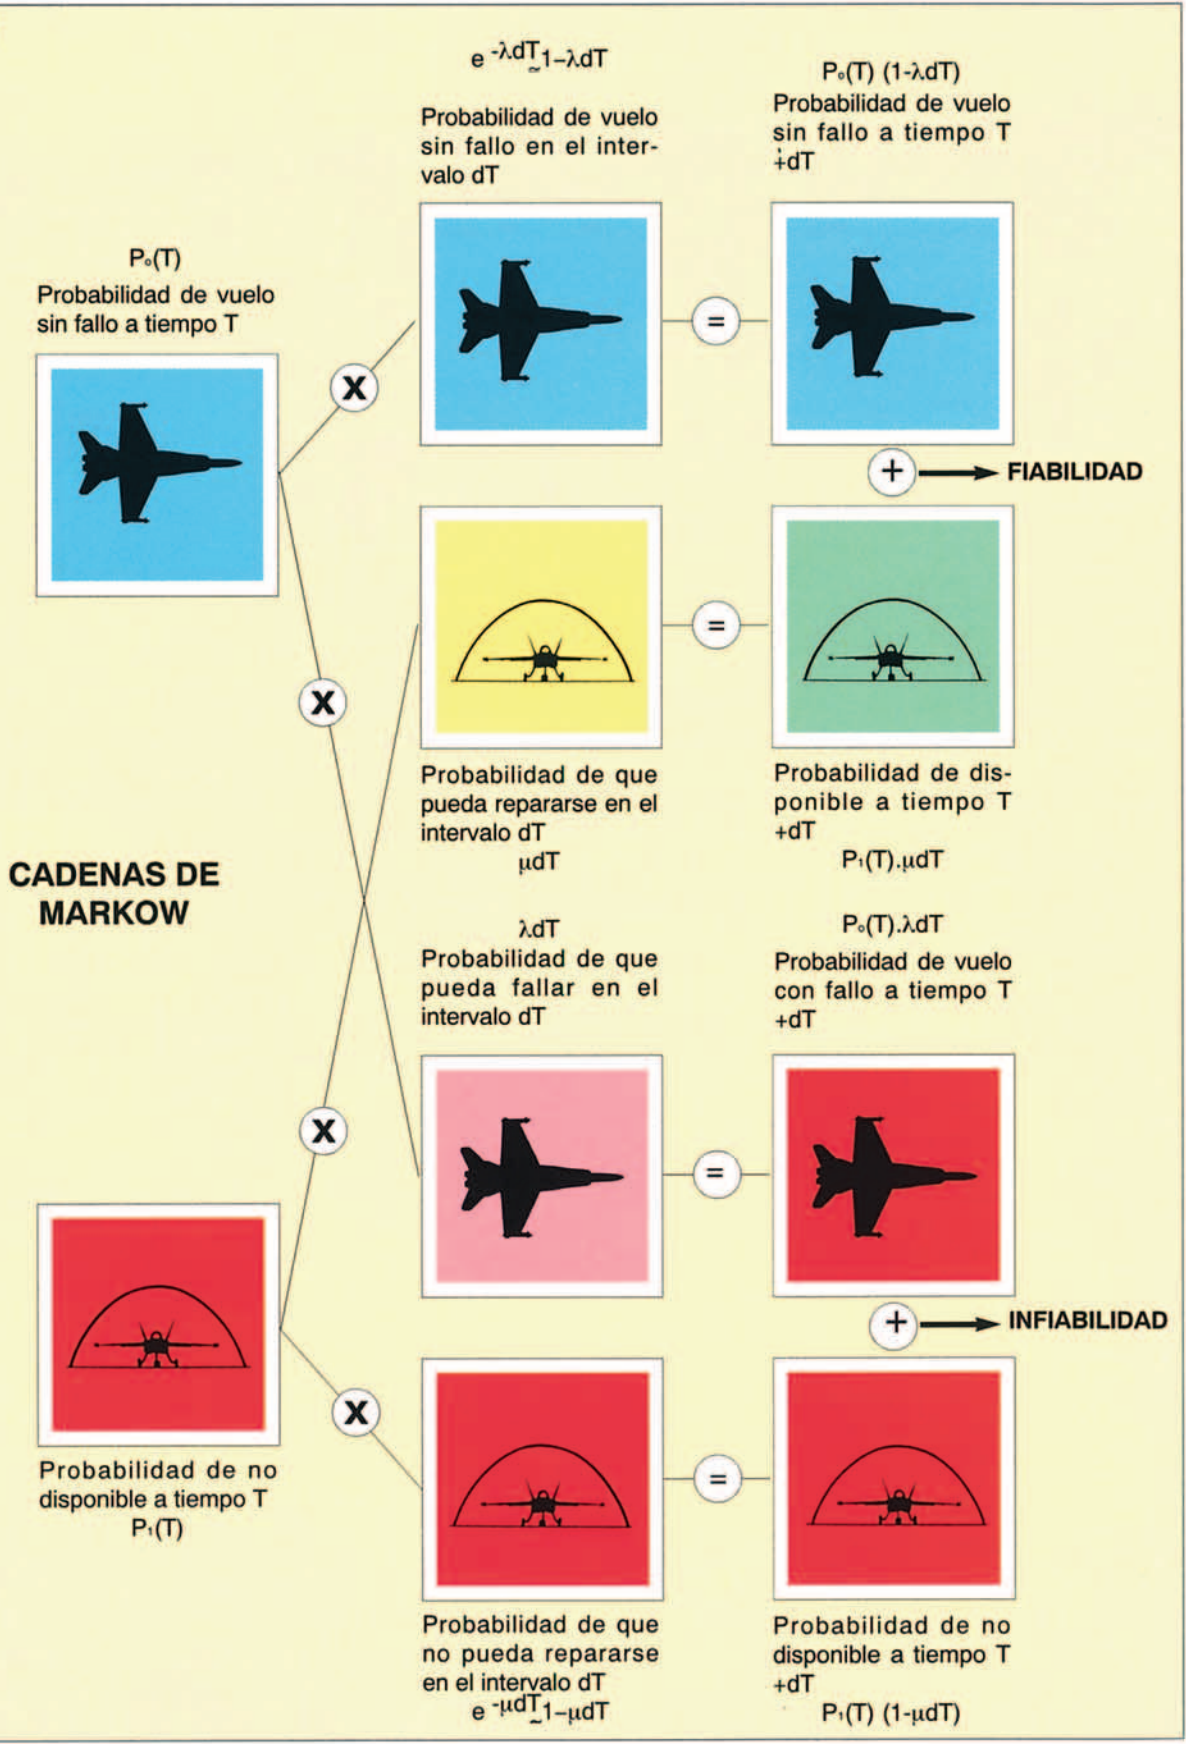 e -λdT ≃ 1–λdT
Probabilidad de vuelo
sin fallo en el inter-
valo dT
P₀(T) (1-λdT)
Probabilidad de vuelo
sin fallo a tiempo T
+dT
P₀(T)
Probabilidad de vuelo
sin fallo a tiempo T
X
=
+
FIABILIDAD
X
=
Probabilidad de que
pueda repararse en el
intervalo dT
μdT
Probabilidad de dis-
ponible a tiempo T
+dT
P₁(T).μdT
CADENAS DE
MARKOW
λdT
Probabilidad de que
pueda fallar en el
intervalo dT
P₀(T).λdT
Probabilidad de vuelo
con fallo a tiempo T
+dT
X
=
+
INFIABILIDAD
X
=
Probabilidad de no
disponible a tiempo T
P₁(T)
Probabilidad de que
no pueda repararse
en el intervalo dT
e -μdT ≃ 1–μdT
Probabilidad de no
disponible a tiempo T
+dT
P₁(T) (1-μdT)